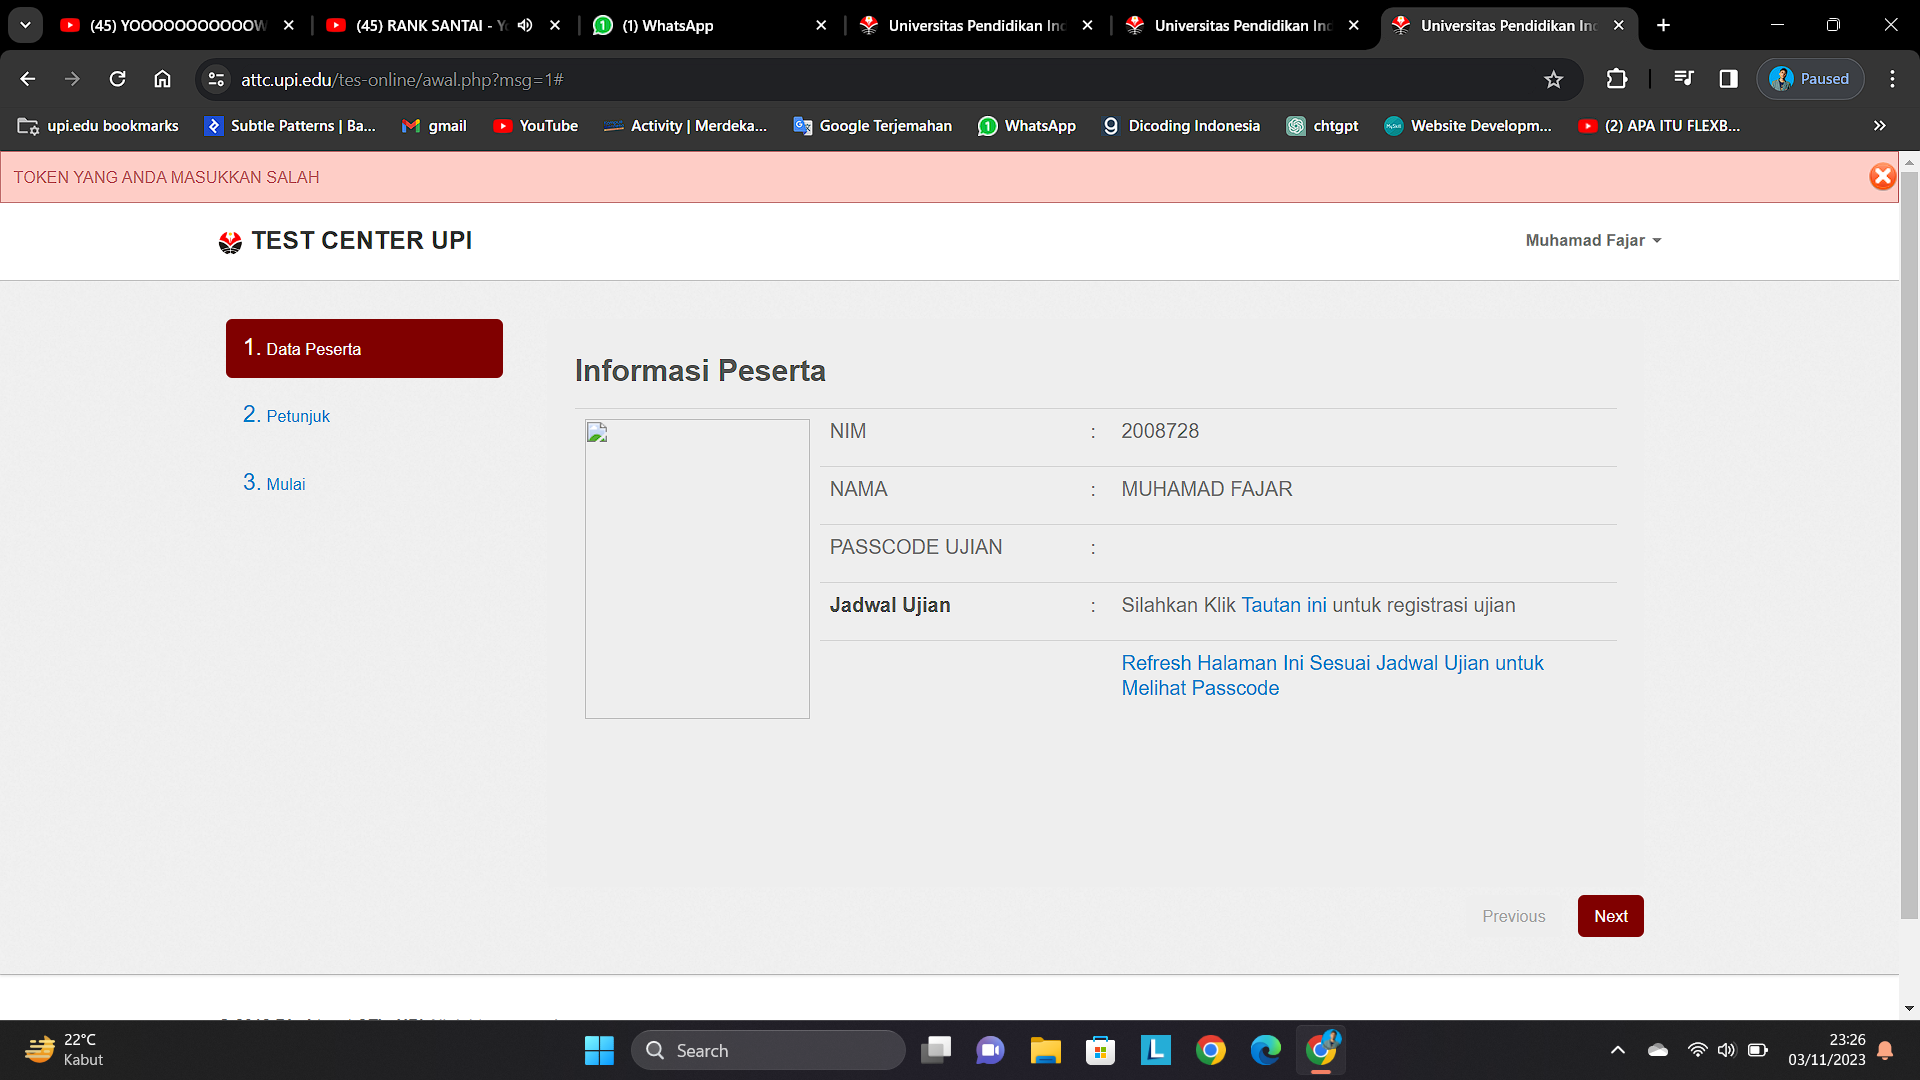 (45) YOOOOOOOOOOOW
(45) RANK SANTAI - Y
(1) WhatsApp
Universitas Pendidikan In
Universitas Pendidikan In
Universitas Pendidikan In
attc.upi.edu/tes-online/awal.php?msg=1#
Paused
upi.edu bookmarks
Subtle Patterns | Ba...
gmail
YouTube
Activity | Merdeka...
Google Terjemahan
WhatsApp
Dicoding Indonesia
chtgpt
Website Developm...
(2) APA ITU FLEXB...
TOKEN YANG ANDA MASUKKAN SALAH
TEST CENTER UPI
Muhamad Fajar
1. Data Peserta
2. Petunjuk
3. Mulai
Informasi Peserta
NIM : 2008728
NAMA : MUHAMAD FAJAR
PASSCODE UJIAN :
Jadwal Ujian : Silahkan Klik Tautan ini untuk registrasi ujian
Refresh Halaman Ini Sesuai Jadwal Ujian untuk
Melihat Passcode
Previous
Next
22°C
Kabut
Search
23:26
03/11/2023